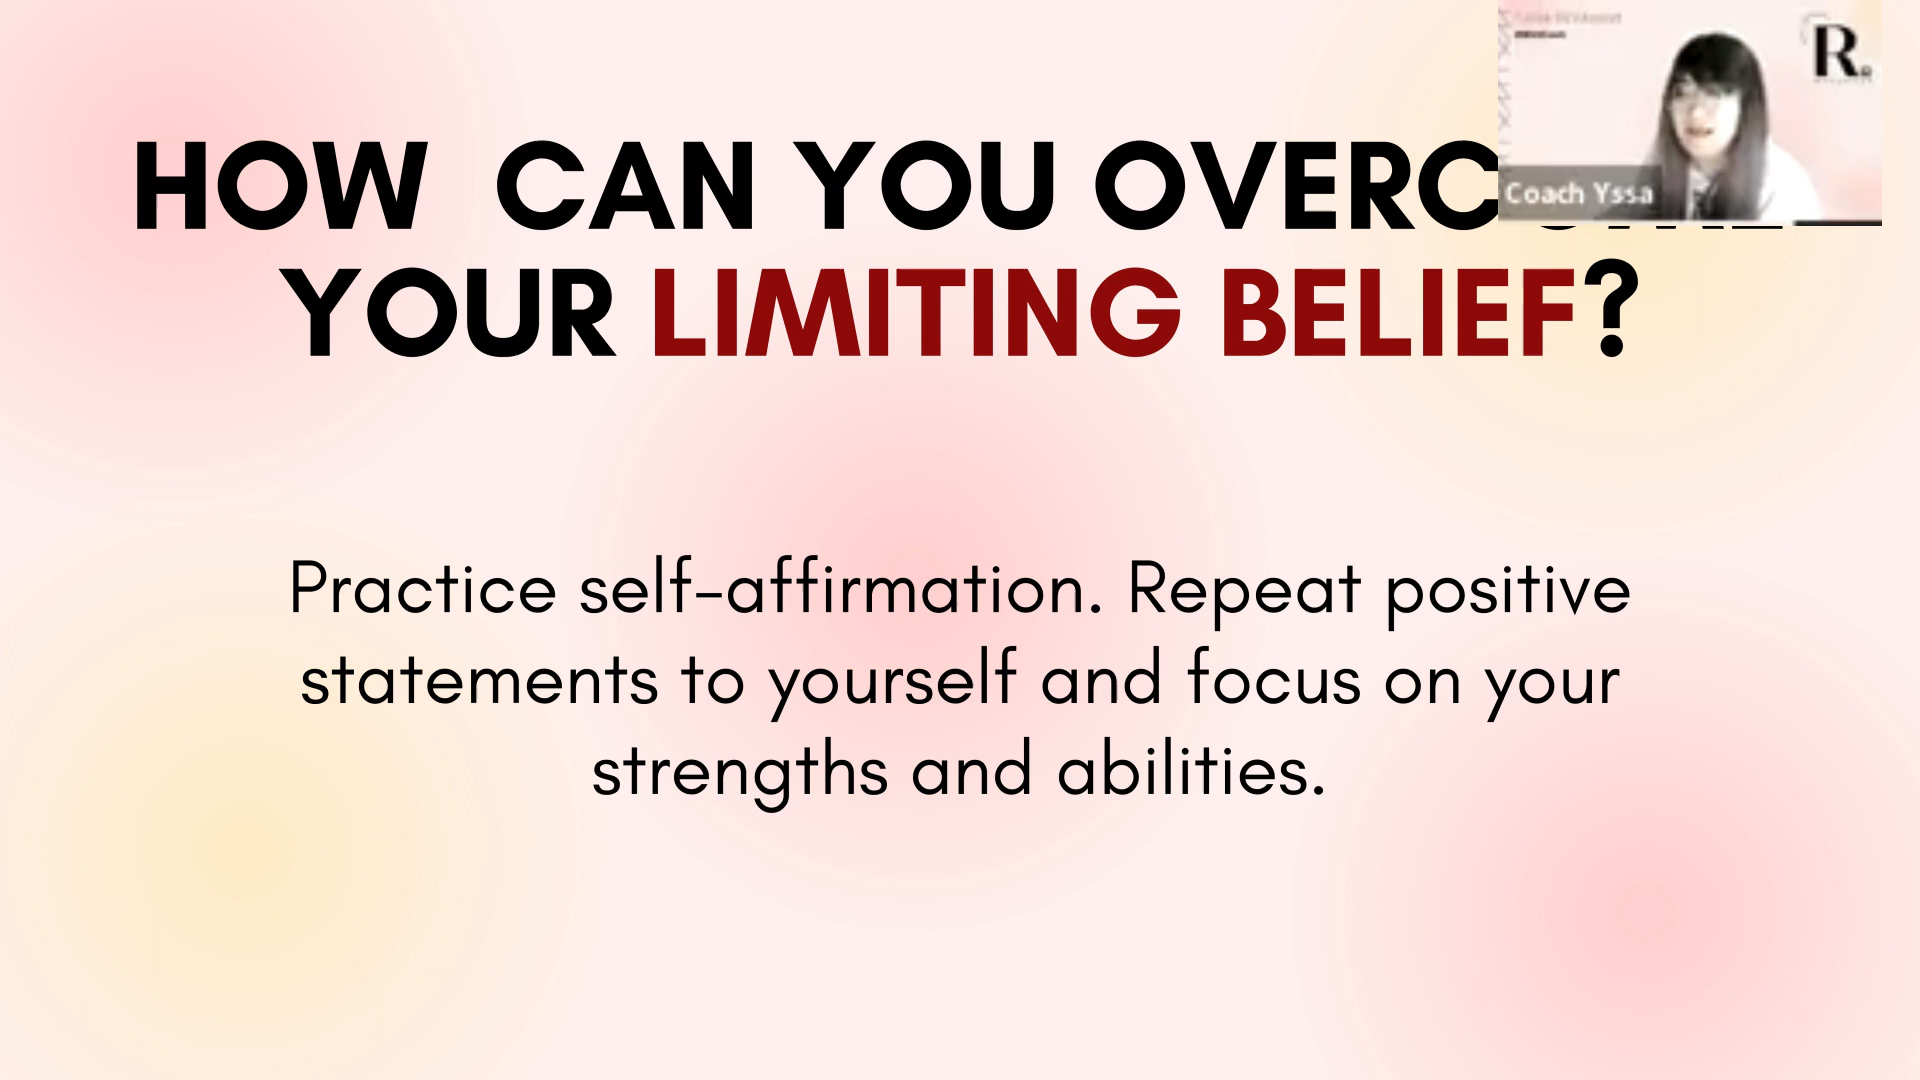 HOW CAN YOU OVERCOME
YOUR LIMITING BELIEF?
Coach Yssa
R
Practice self-affirmation. Repeat positive
statements to yourself and focus on your
strengths and abilities.